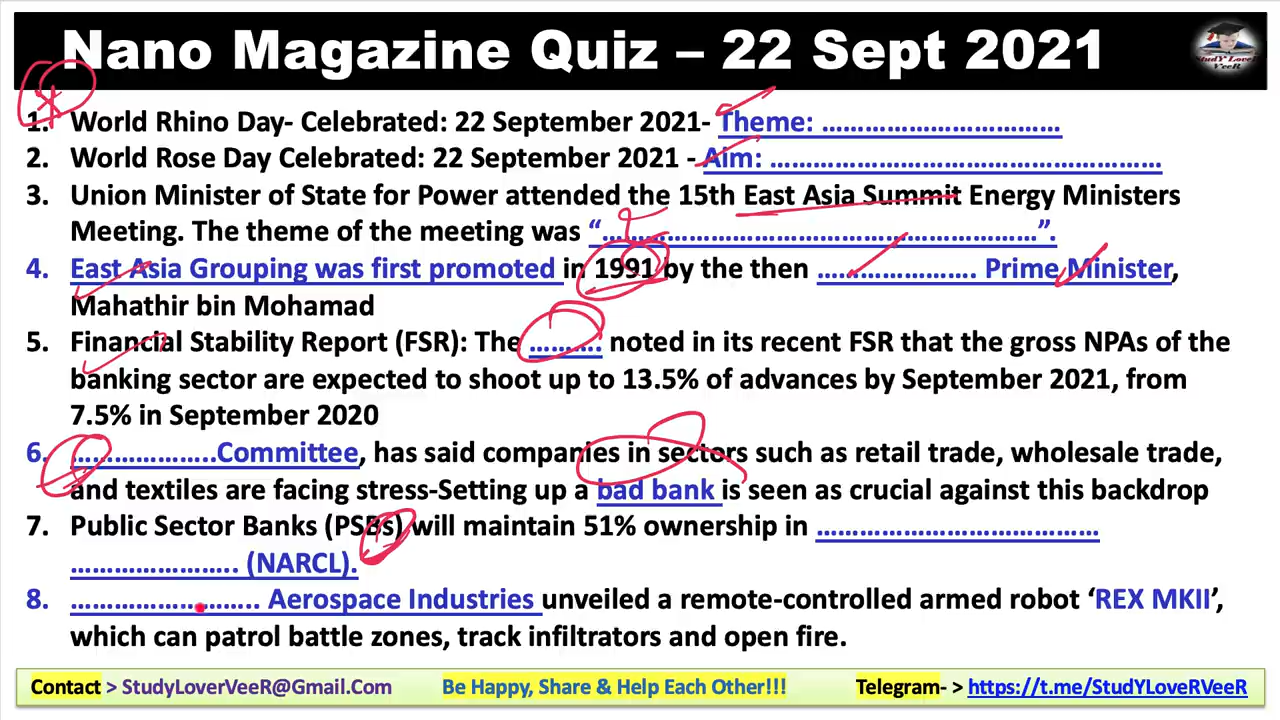 Nano Magazine Quiz – 22 Sept 2021
StudY LoveR
VeeR
1. World Rhino Day- Celebrated: 22 September 2021- Theme: ………………………………
2. World Rose Day Celebrated: 22 September 2021 - Aim: ………………………………………………
3. Union Minister of State for Power attended the 15th East Asia Summit Energy Ministers
Meeting. The theme of the meeting was “……………………………………………………”.
4. East Asia Grouping was first promoted in 1991 by the then …………………. Prime Minister,
Mahathir bin Mohamad
5. Financial Stability Report (FSR): The ………. noted in its recent FSR that the gross NPAs of the
banking sector are expected to shoot up to 13.5% of advances by September 2021, from
7.5% in September 2020
6. ………………..Committee, has said companies in sectors such as retail trade, wholesale trade,
and textiles are facing stress-Setting up a bad bank is seen as crucial against this backdrop
7. Public Sector Banks (PSBs) will maintain 51% ownership in …………………………………
………………….. (NARCL).
8. …………………….. Aerospace Industries unveiled a remote-controlled armed robot ‘REX MKII’,
which can patrol battle zones, track infiltrators and open fire.
Contact > StudyLoverVeeR@Gmail.Com Be Happy, Share & Help Each Other!!! Telegram- > https://t.me/StudYLoveRVeeR